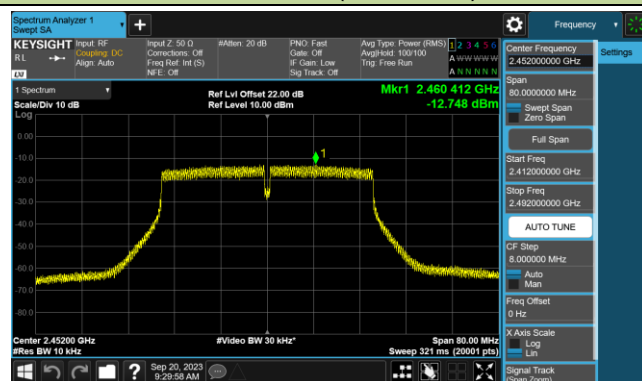 Spectrum Analyzer 1
Swept SA
Frequency
KEYSIGHT
RL
LXI
Input: RF
Coupling: DC
Align: Auto
Input Z: 50 Ω
Corrections: Off
Freq Ref: Int (S)
NFE: Off
#Atten: 20 dB
PNO: Fast
Gate: Off
IF Gain: Low
Sig Track: Off
Avg Type: Power (RMS)
Avg|Hold: 100/100
Trig: Free Run
1 2 3 4 5 6
A W W W W W
A N N N N N
1 Spectrum
Scale/Div 10 dB
Log
Ref Lvl Offset 22.00 dB
Ref Level 10.00 dBm
Mkr1 2.460 412 GHz
-12.748 dBm
1
0.00
-10.0
-20.0
-30.0
-40.0
-50.0
-60.0
-70.0
-80.0
Center 2.45200 GHz
#Res BW 10 kHz
#Video BW 30 kHz*
Span 80.00 MHz
Sweep 321 ms (20001 pts)
Sep 20, 2023
9:29:58 AM
Center Frequency
2.452000000 GHz
Settings
Span
80.0000000 MHz
Swept Span
Zero Span
Full Span
Start Freq
2.412000000 GHz
Stop Freq
2.492000000 GHz
AUTO TUNE
CF Step
8.000000 MHz
Auto
Man
Freq Offset
0 Hz
X Axis Scale
Log
Lin
Signal Track
(Span Zoom)